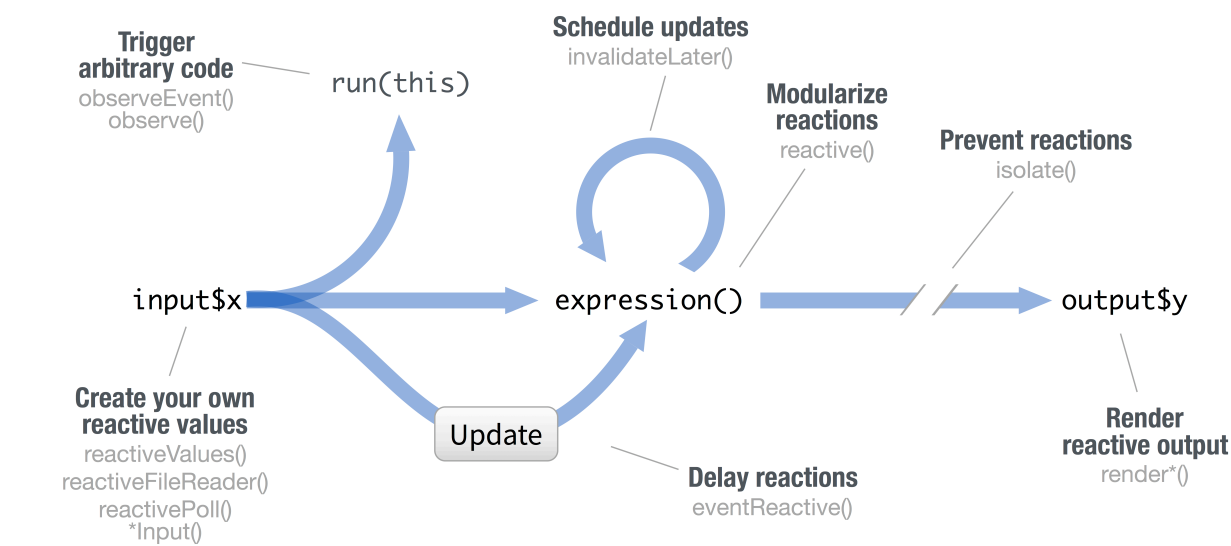 Trigger
arbitrary code
observeEvent()
observe()
run(this)
Schedule updates
invalidateLater()
Modularize
reactions
reactive()
Prevent reactions
isolate()
input$x
expression()
output$y
Create your own
reactive values
reactiveValues()
reactiveFileReader()
reactivePoll()
*Input()
Update
Delay reactions
eventReactive()
Render
reactive output
render*()